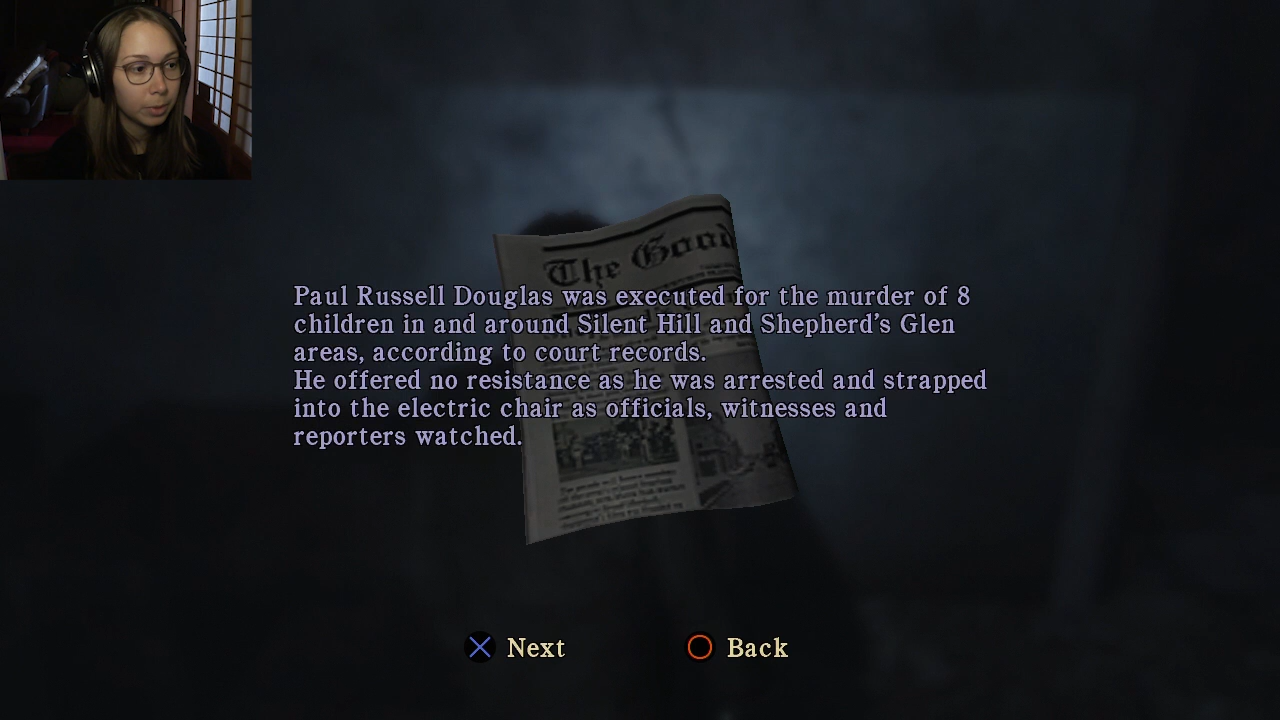 The Good
Paul Russell Douglas was executed for the murder of 8
children in and around Silent Hill and Shepherd's Glen
areas, according to court records.
He offered no resistance as he was arrested and strapped
into the electric chair as officials, witnesses and
reporters watched.
Next
Back